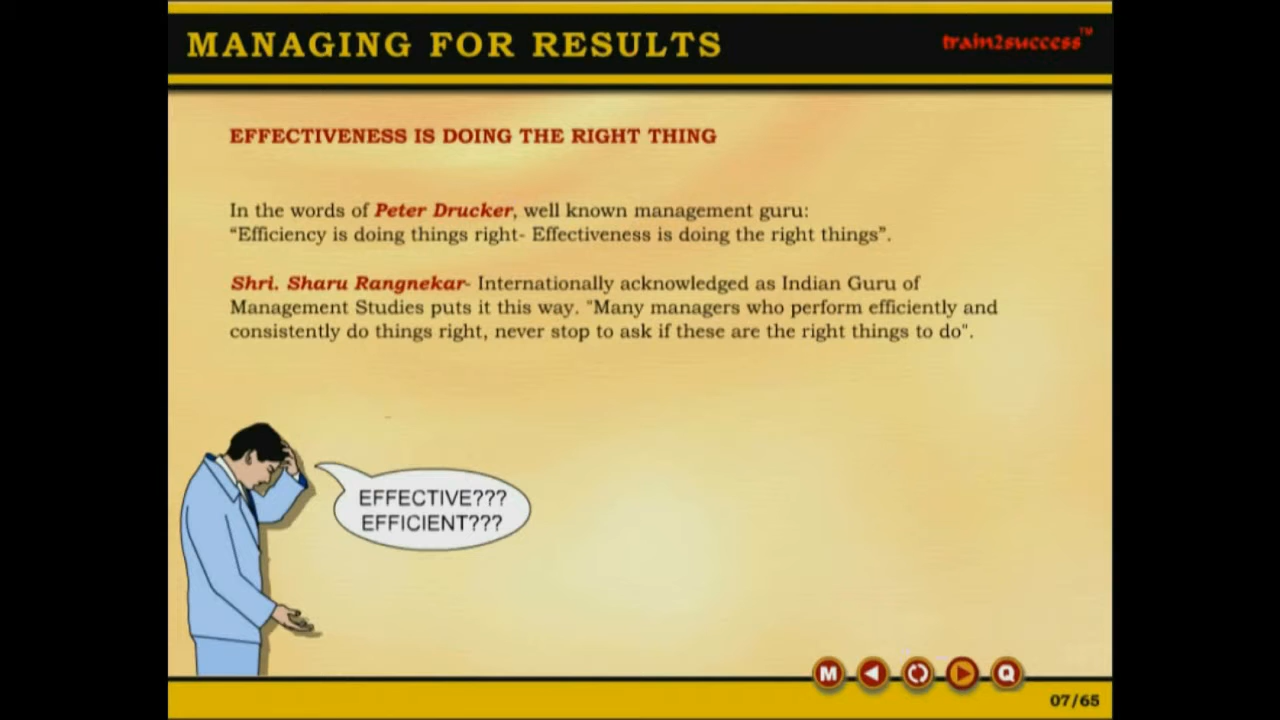 MANAGING FOR RESULTS
train2success™
EFFECTIVENESS IS DOING THE RIGHT THING
In the words of Peter Drucker, well known management guru:
“Efficiency is doing things right- Effectiveness is doing the right things”.
Shri. Sharu Rangnekar- Internationally acknowledged as Indian Guru of
Management Studies puts it this way. "Many managers who perform efficiently and
consistently do things right, never stop to ask if these are the right things to do".
EFFECTIVE???
EFFICIENT???
M
Q
07/65